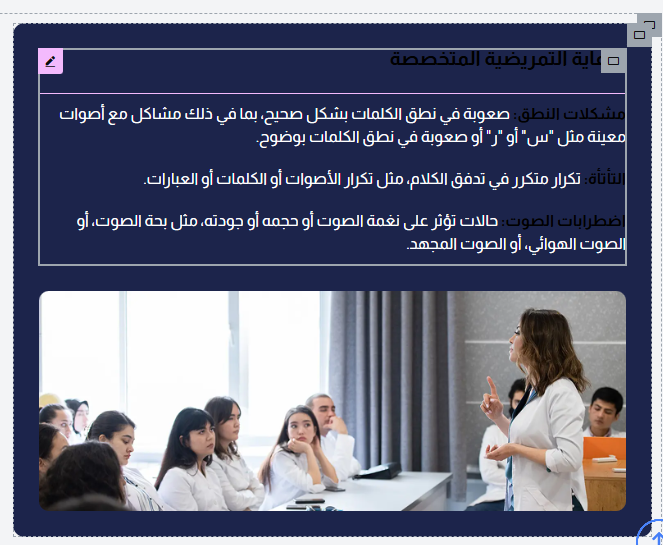 التمريضية المتخصصة
مشكلات النطق: صعوبة في نطق الكلمات بشكل صحيح، بما في ذلك مشاكل مع أصوات
معينة مثل "س" أو "ر" أو صعوبة في نطق الكلمات بوضوح.
التأتأة: تكرار متكرر في تدفق الكلام، مثل تكرار الأصوات أو الكلمات أو العبارات.
اضطرابات الصوت: حالات تؤثر على نغمة الصوت أو حجمه أو جودته، مثل بحة الصوت، أو
الصوت الهوائي، أو الصوت المجهد.